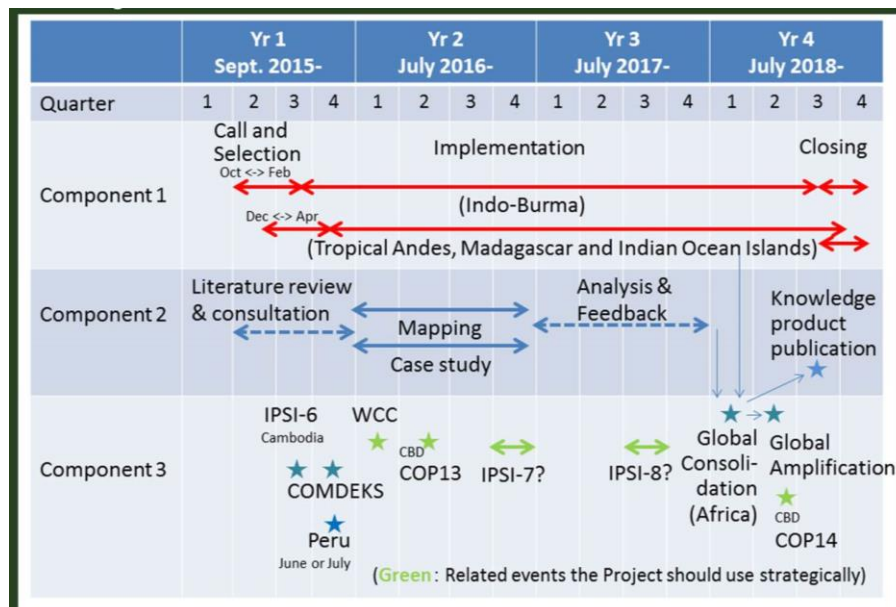 Yr 1 Yr 2 Yr 3 Yr 4
Sept. 2015- July 2016- July 2017- July 2018-
Quarter 1 2 3 4 1 2 3 4 1 2 3 4 1 2 3 4
Component 1
Call and
Selection
Oct <-> Feb
Implementation
Closing
(Indo-Burma)
Dec <-> Apr
(Tropical Andes, Madagascar and Indian Ocean Islands)
Component 2
Literature review
& consultation
Mapping
Case study
Analysis &
Feedback
Knowledge
product
publication
Component 3
IPSI-6
Cambodia
COMDEKS
Peru
June or July
WCC
CBD
COP13
IPSI-7?
IPSI-8?
Global
Consoli-
dation
(Africa)
Global
Amplification
CBD
COP14
(Green : Related events the Project should use strategically)